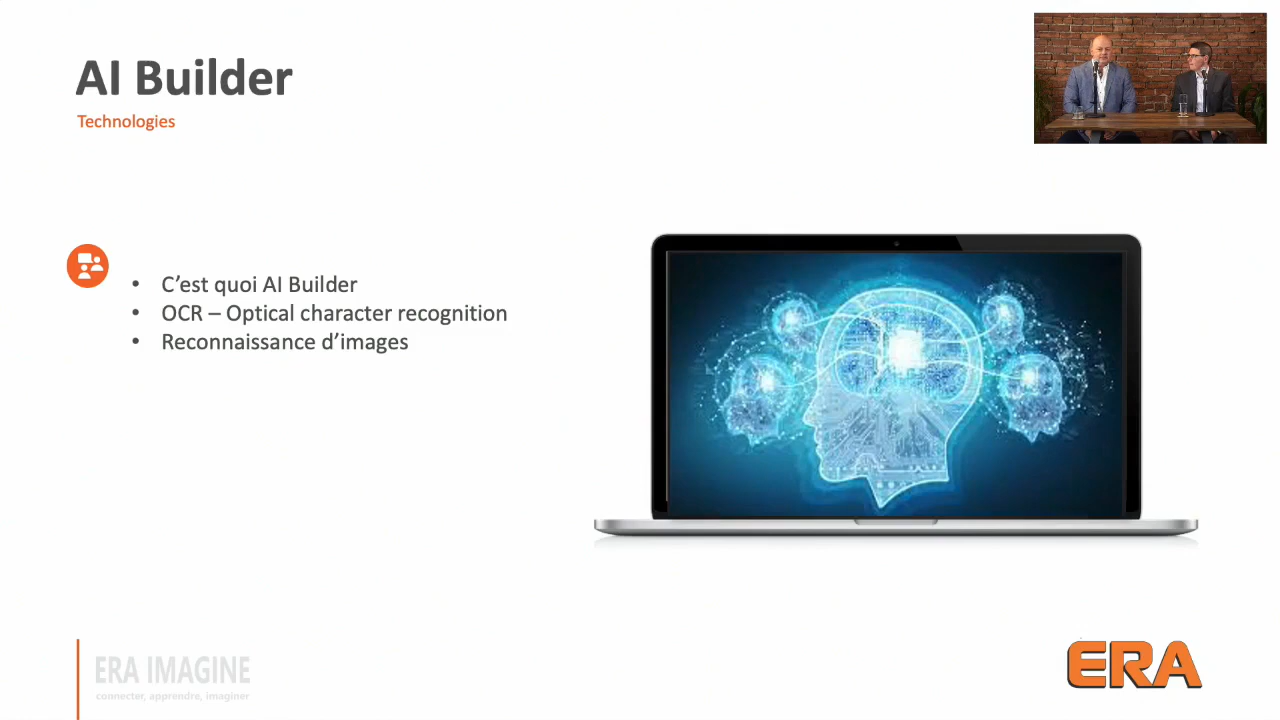 AI Builder
Technologies
• C’est quoi AI Builder
• OCR – Optical character recognition
• Reconnaissance d’images
ERA IMAGINE
connecter, apprendre, imaginer
ERA